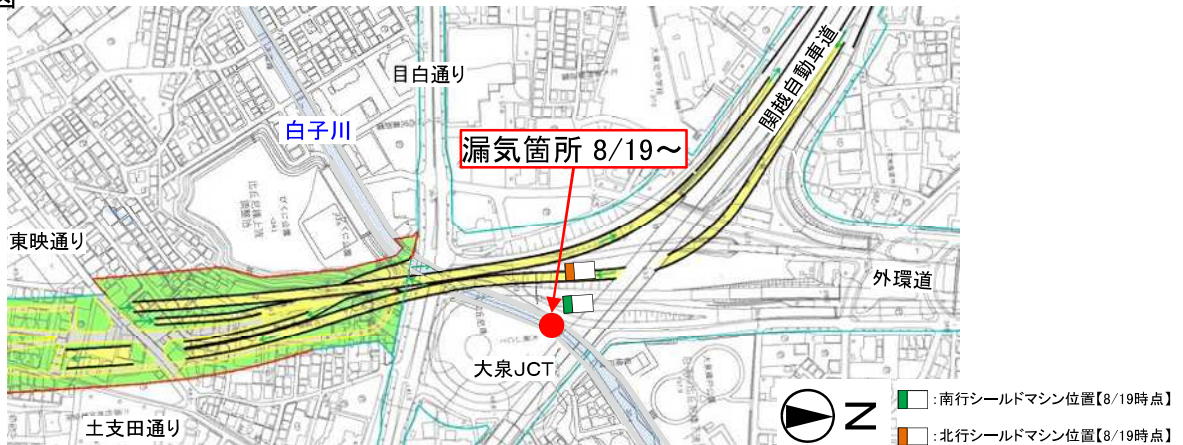 図
目白通り
関越自動車道
白子川
漏気箇所 8/19～
東映通り
外環道
大泉JCT
土支田通り
N
：南行シールドマシン位置【8/19時点】
：北行シールドマシン位置【8/19時点】